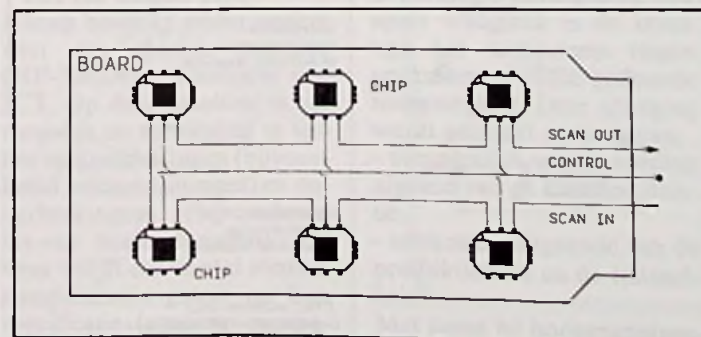 BOARD
CHIP
SCAN OUT
CONTROL
SCAN IN
CHIP